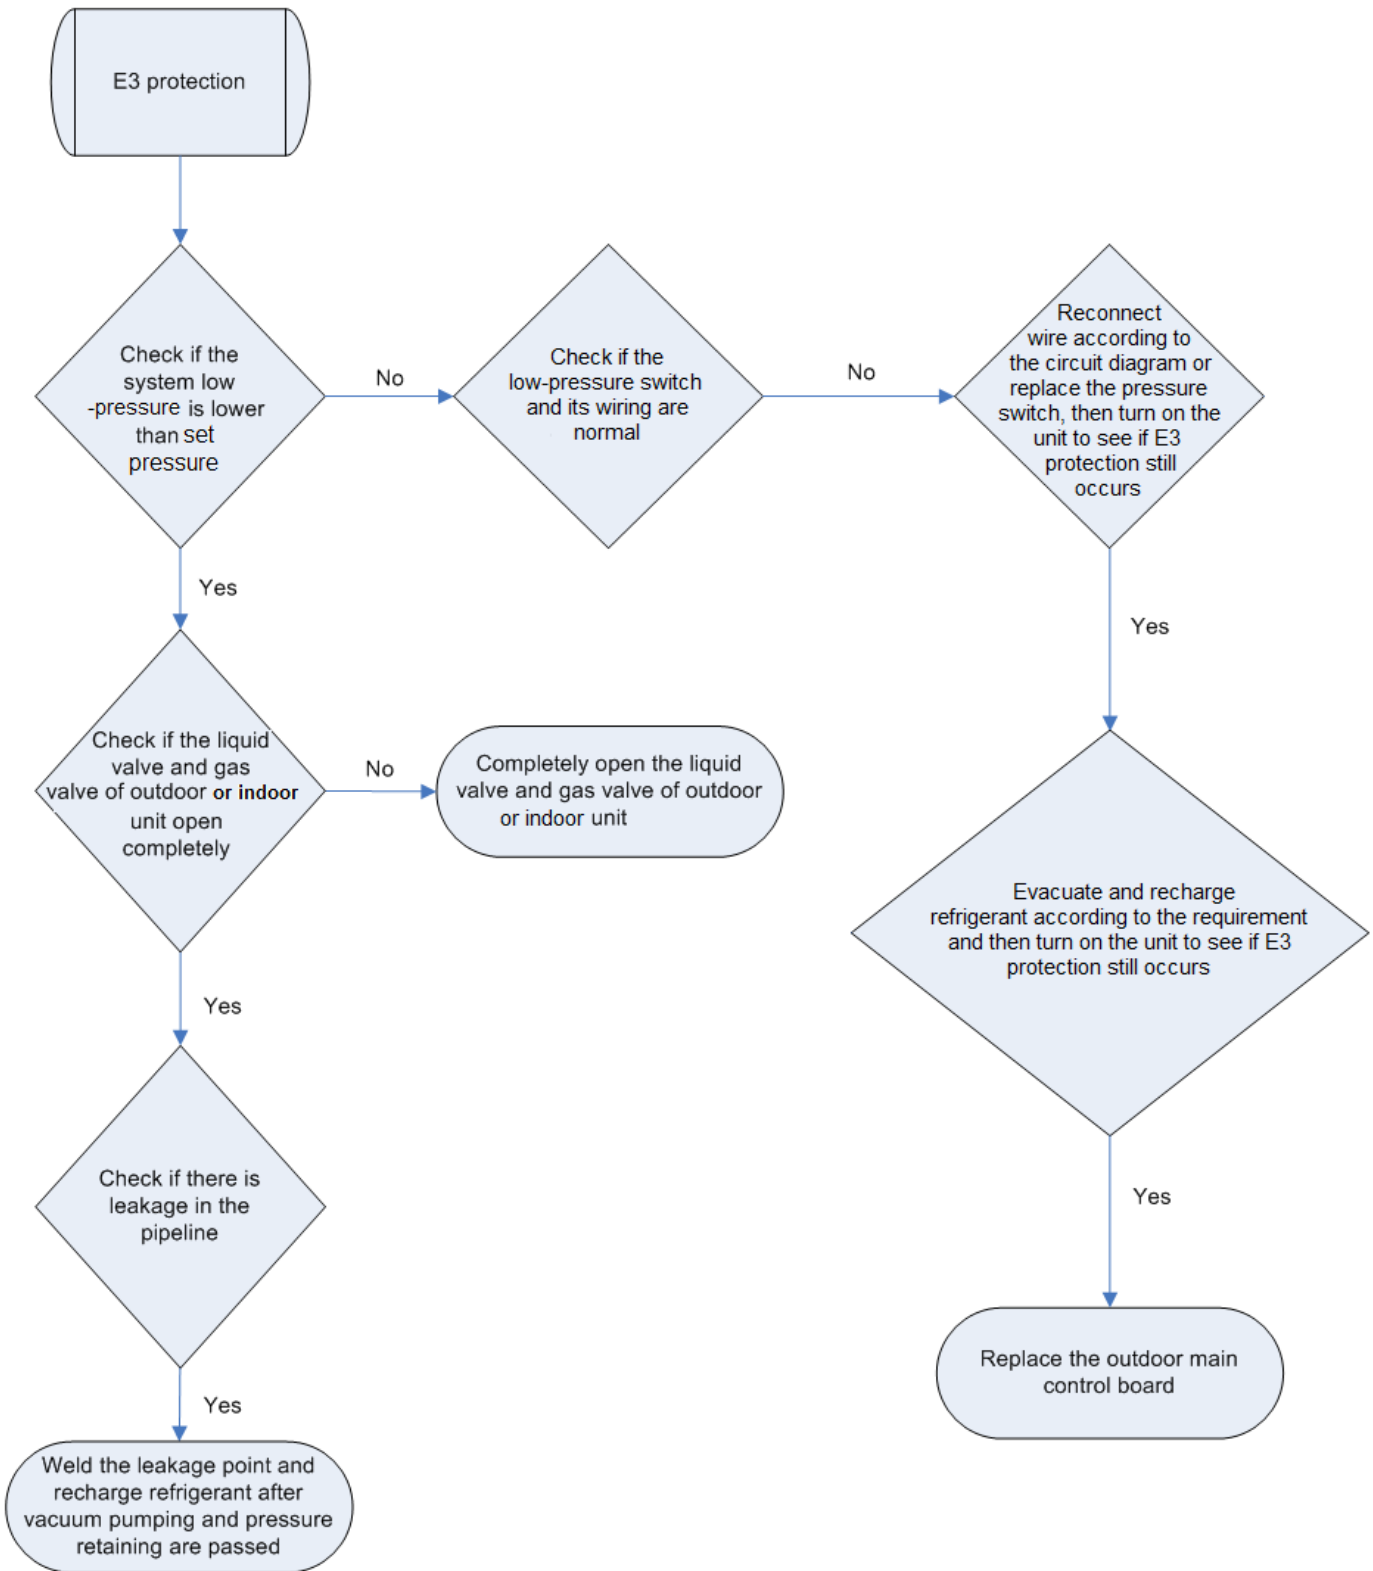 E3 protection
Check if the
system low
-pressure is lower
than set
pressure
No
Check if the
low-pressure switch
and its wiring are
normal
No
Reconnect
wire according to
the circuit diagram or
replace the pressure
switch, then turn on the
unit to see if E3
protection still
occurs
Yes
Yes
Check if the liquid
valve and gas
valve of outdoor or indoor
unit open
completely
No
Completely open the liquid
valve and gas valve of outdoor
or indoor unit
Evacuate and recharge
refrigerant according to the requirement
and then turn on the unit to see if E3
protection still occurs
Yes
Check if there is
leakage in the
pipeline
Yes
Replace the outdoor main
control board
Yes
Weld the leakage point and
recharge refrigerant after
vacuum pumping and pressure
retaining are passed